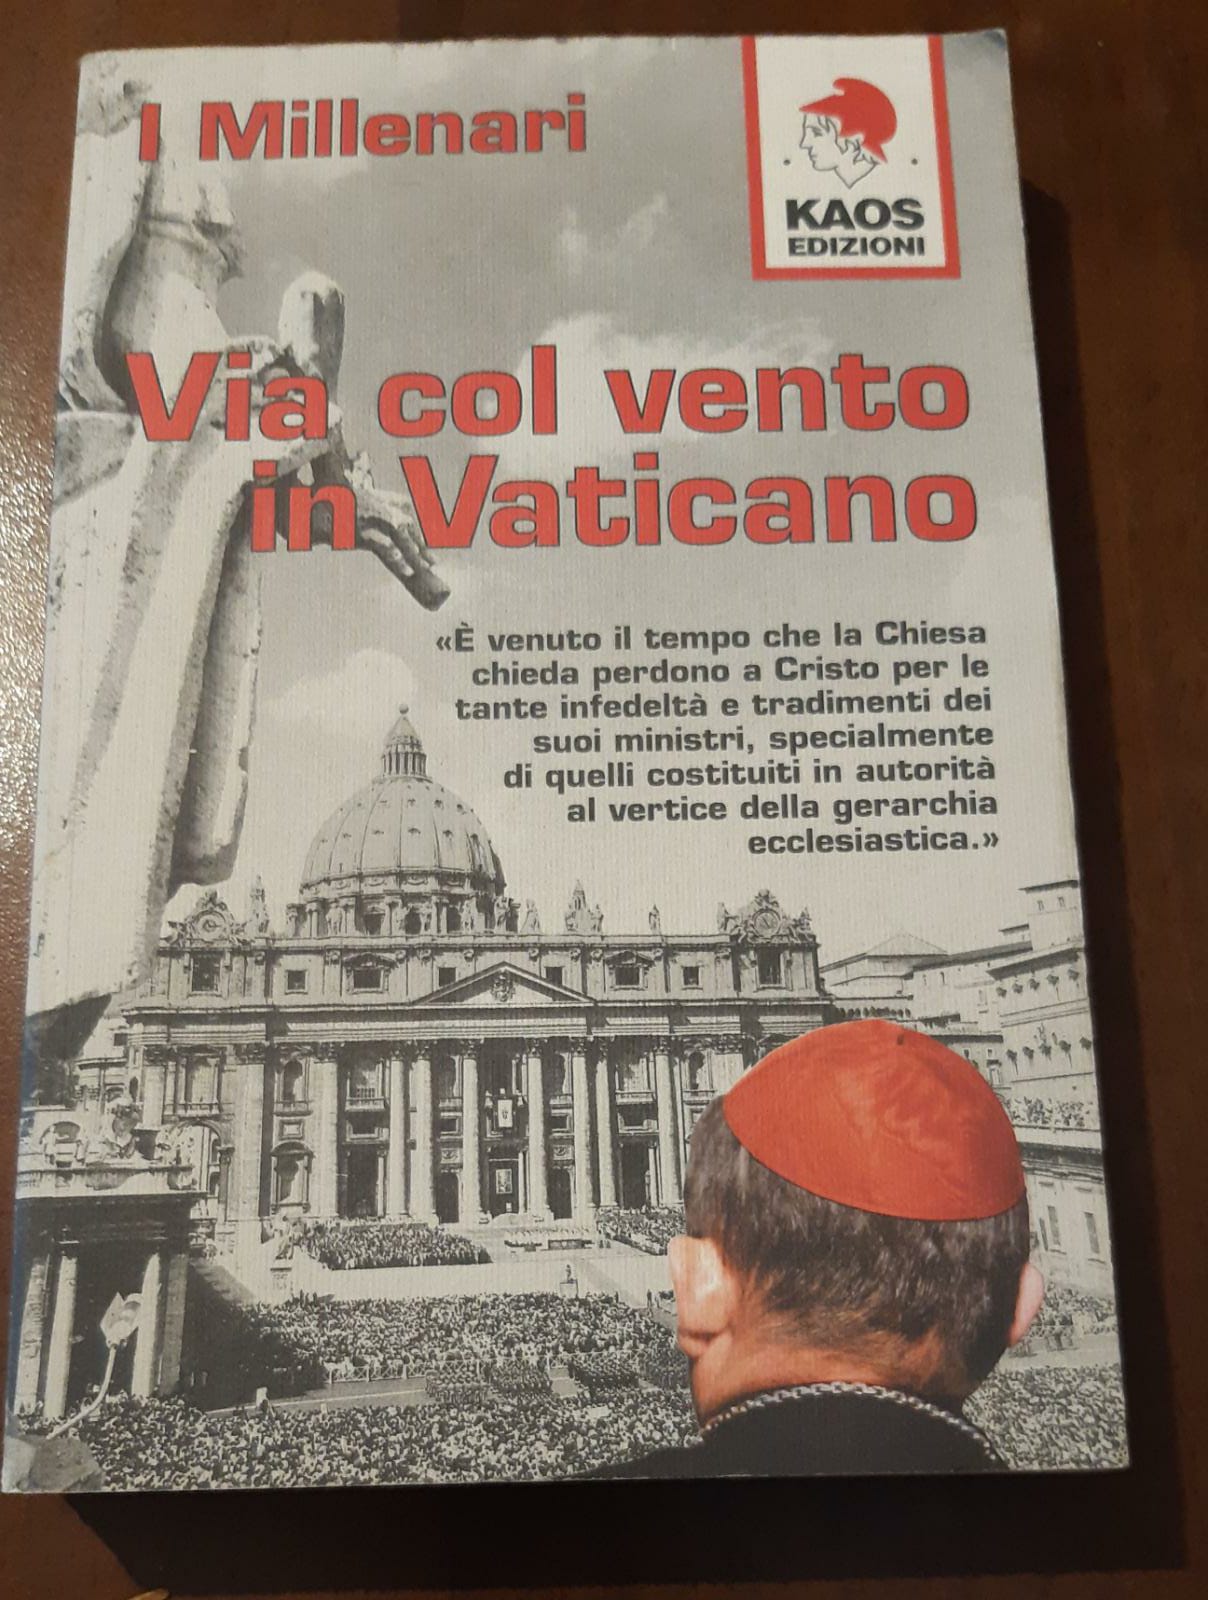 I Millenari
KAOS
EDIZIONI
Via col vento
in Vaticano
«È venuto il tempo che la Chiesa
chieda perdono a Cristo per le
tante infedeltà e tradimenti dei
suoi ministri, specialmente
di quelli costituiti in autorità
al vertice della gerarchia
ecclesiastica.»